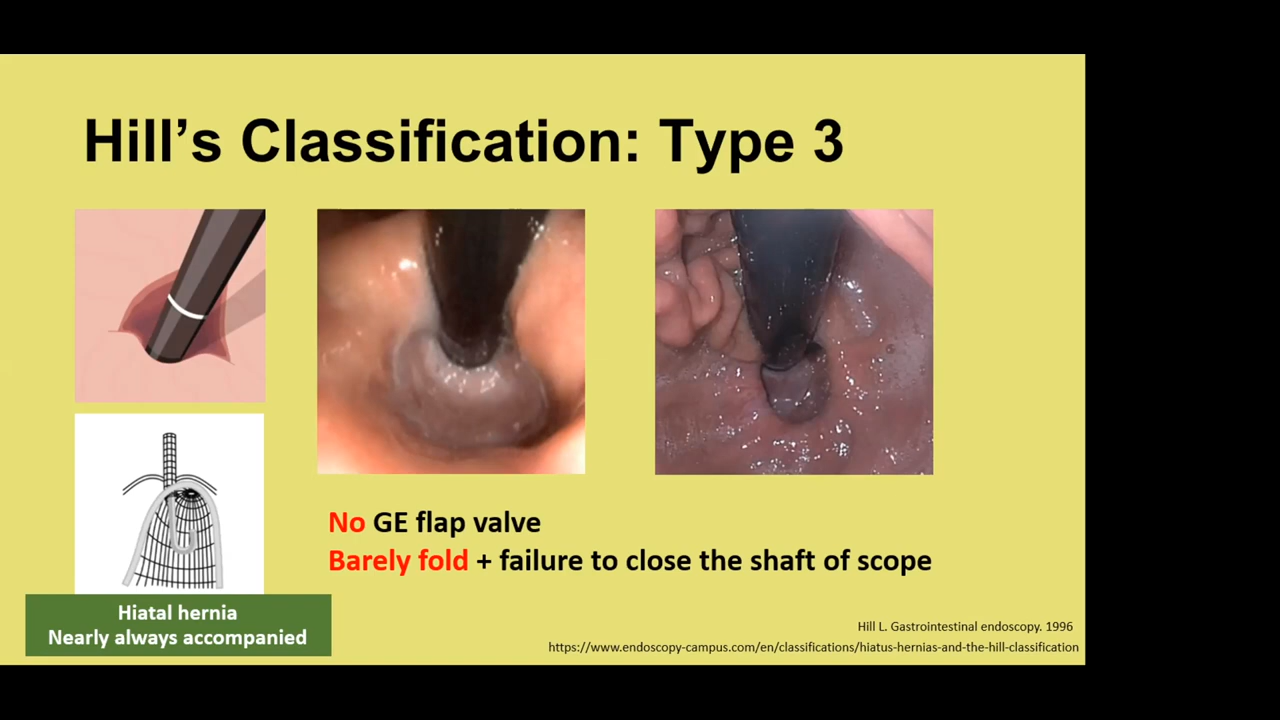 Hill’s Classification: Type 3
No GE flap valve
Barely fold + failure to close the shaft of scope
Hiatal hernia
Nearly always accompanied
Hill L. Gastrointestinal endoscopy. 1996
https://www.endoscopy-campus.com/en/classifications/hiatus-hernias-and-the-hill-classification